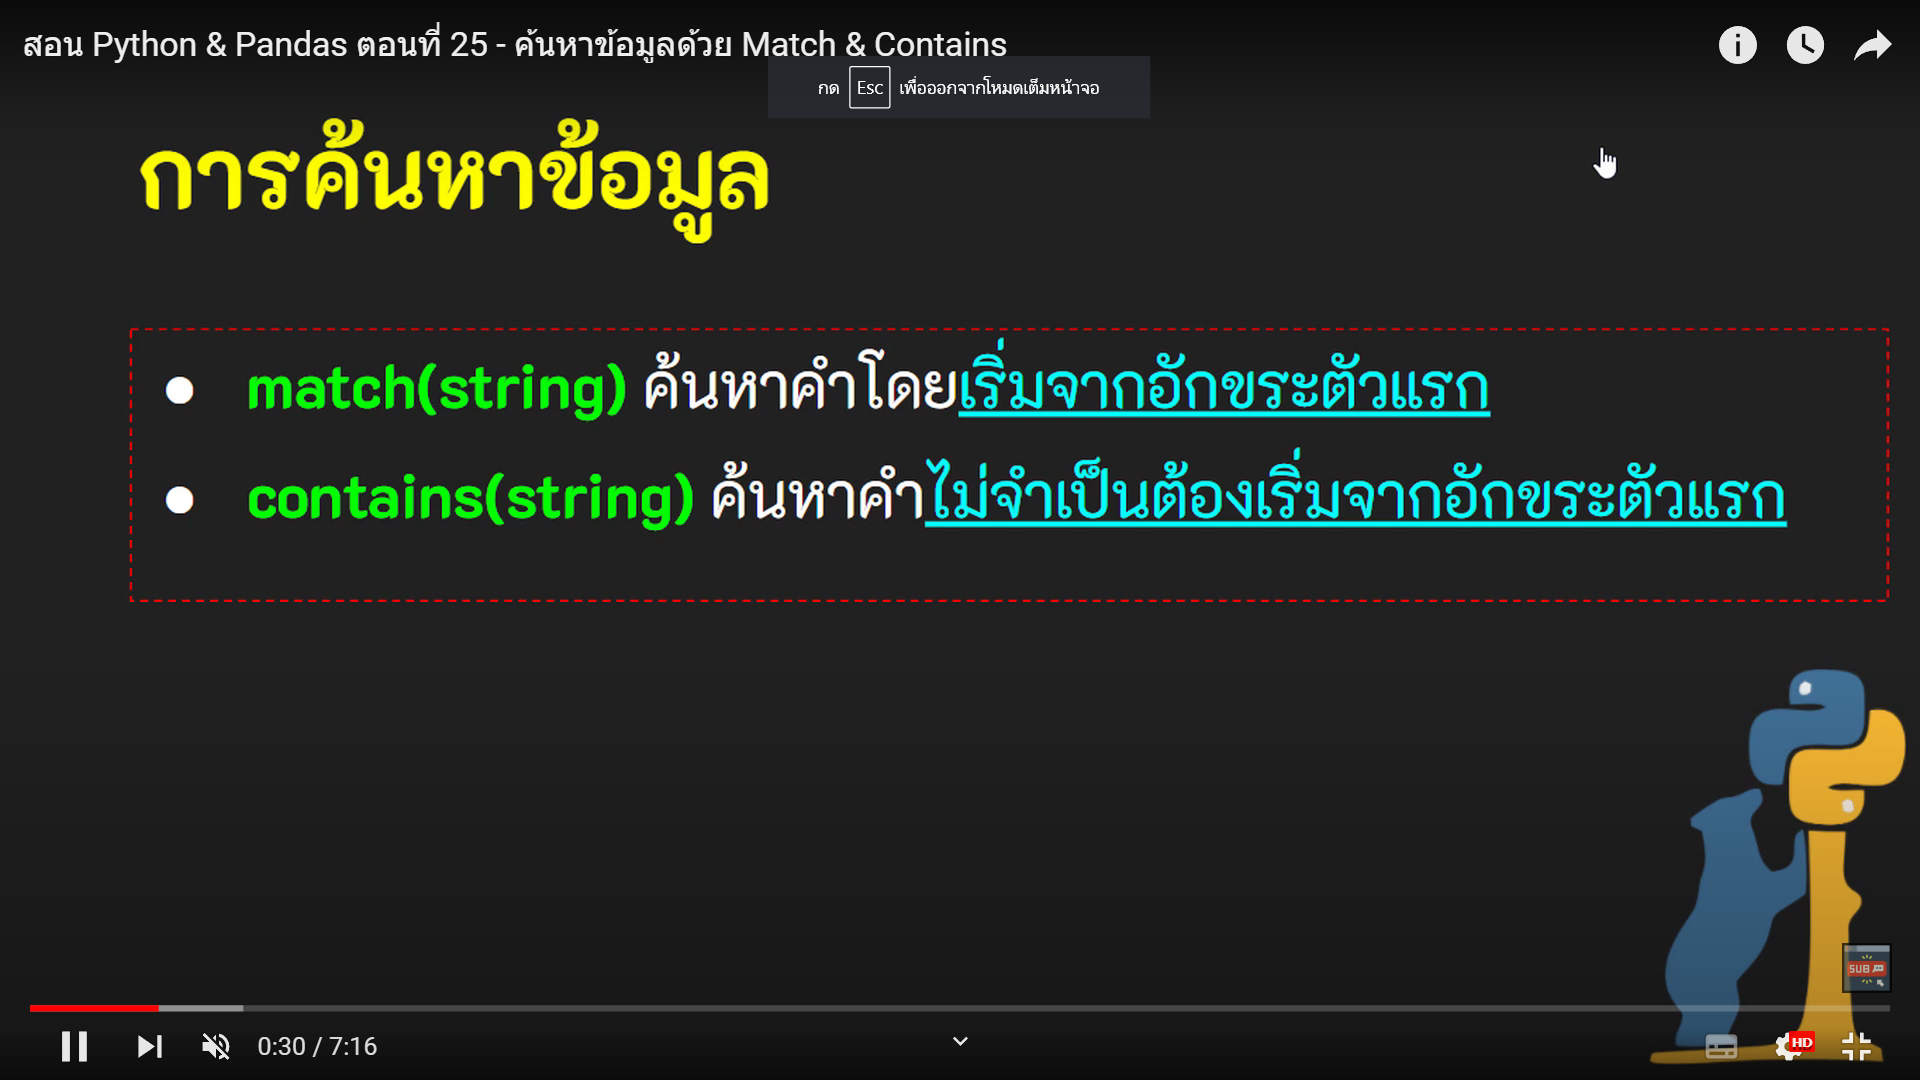 สอน Python & Pandas ตอนที่ 25 - ค้นหาข้อมูลด้วย Match & Contains
กด Esc เพื่อออกจากโหมดเต็มหน้าจอ
การค้นหาข้อมูล
● match(string) ค้นหาคำโดยเริ่มจากอักขระตัวแรก
● contains(string) ค้นหาคำไม่จำเป็นต้องเริ่มจากอักขระตัวแรก
SUB
0:30 / 7:16
HD